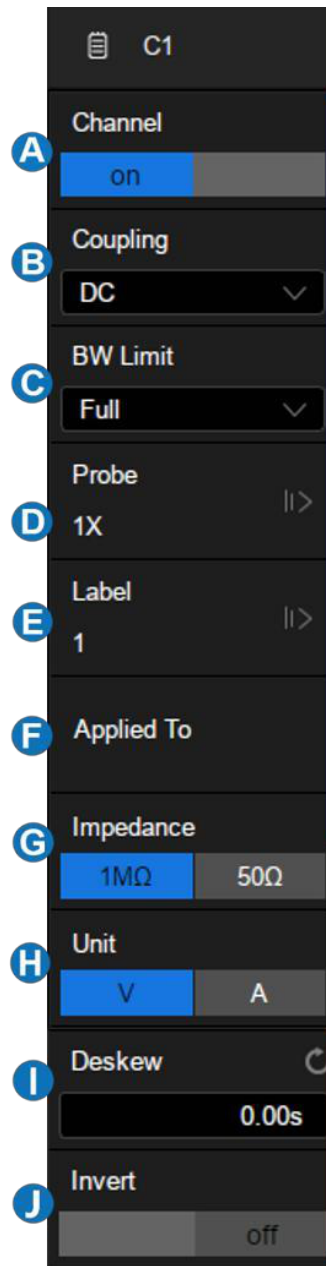 C1
Channel
A
on
Coupling
B
DC
BW Limit
C
Full
Probe
D
1X
Label
E
1
F
Applied To
Impedance
G
1MΩ 50Ω
Unit
H
V A
Deskew
I
0.00s
Invert
J
off